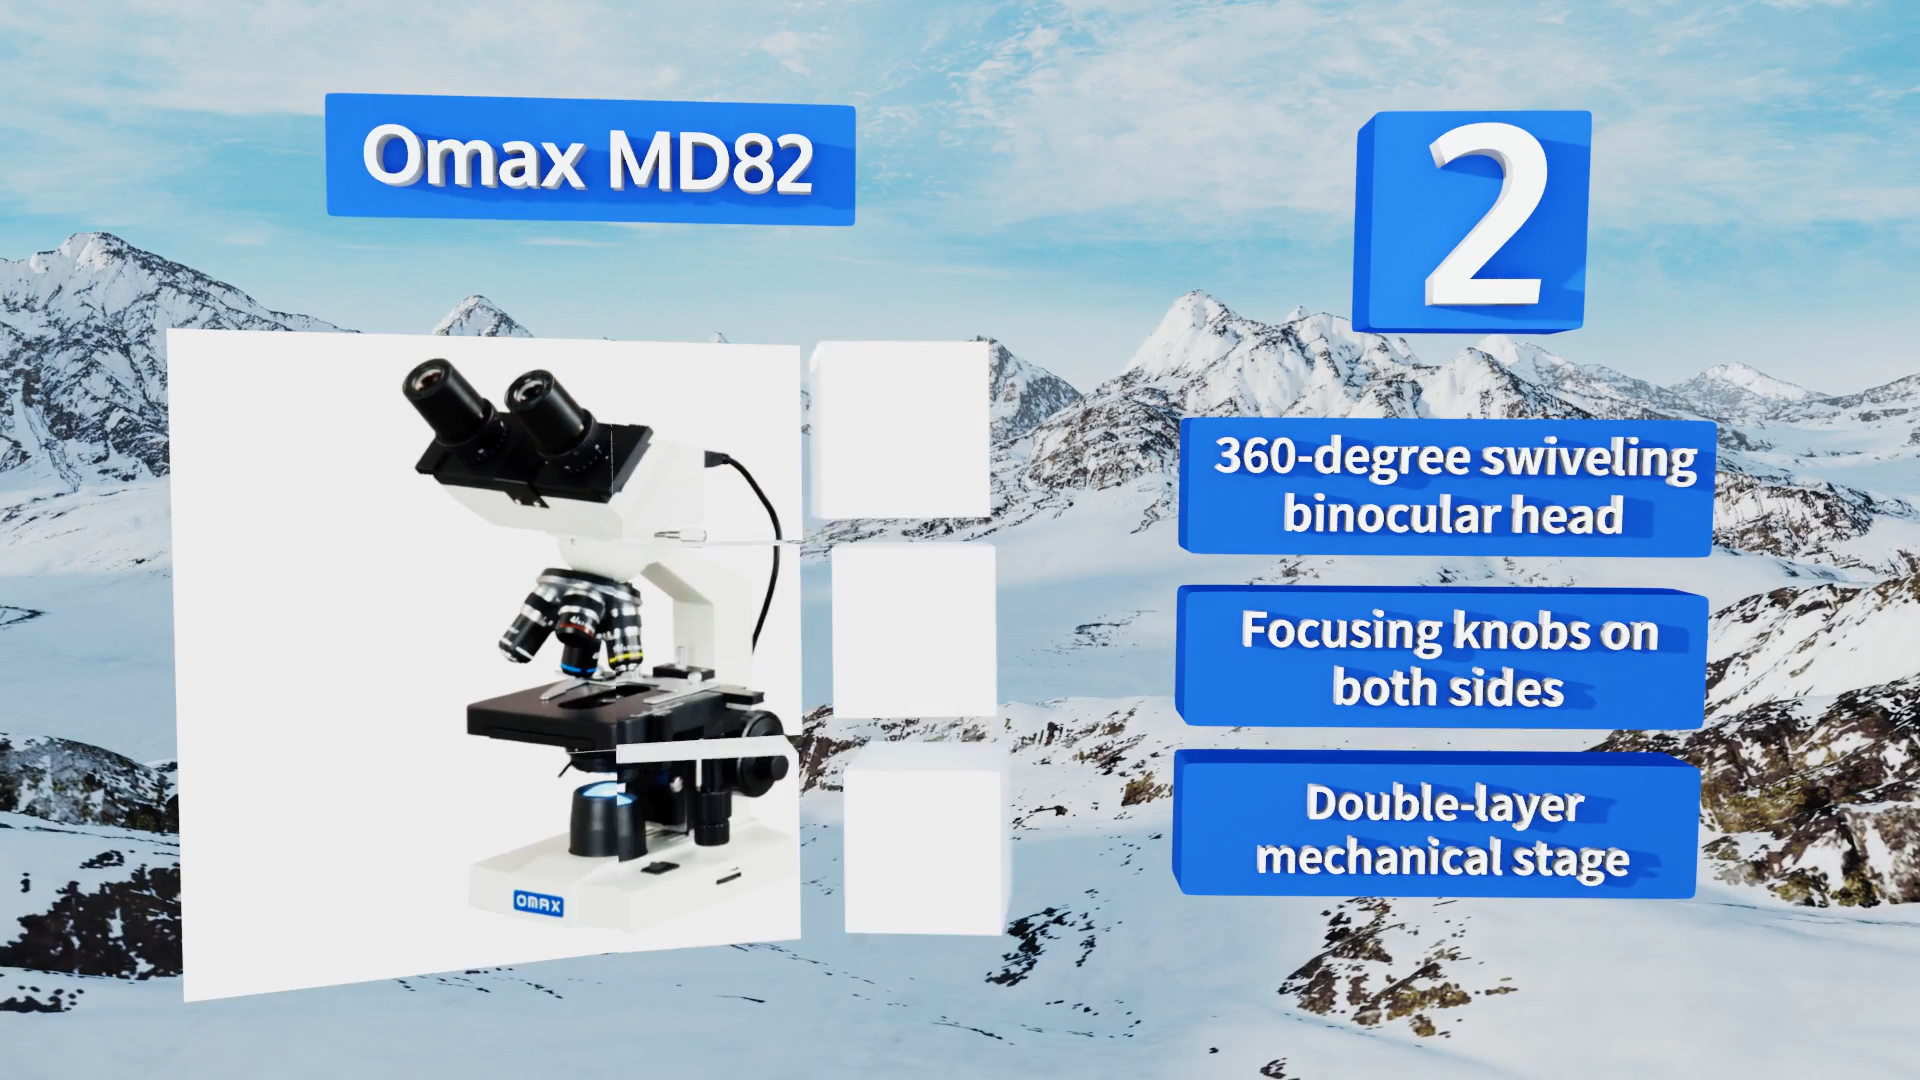 Omax MD82
2
360-degree swiveling
binocular head
Focusing knobs on
both sides
Double-layer
mechanical stage
OMAX